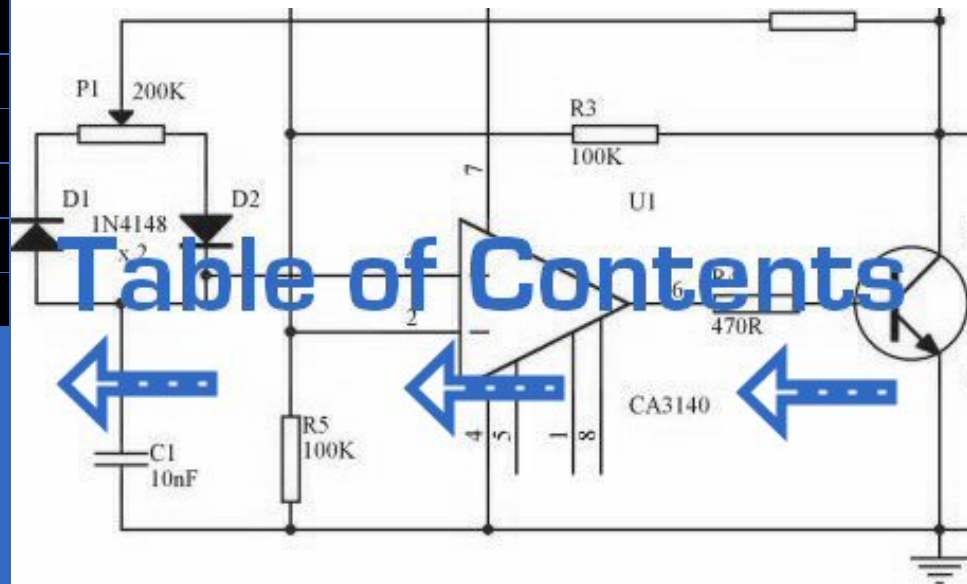 P1 200K
R3
100K
7
D1
1N4148
x 2
D2
U1
Table of Contents
2
6
470R
CA3140
R5
100K
4
5
1
8
C1
10nF